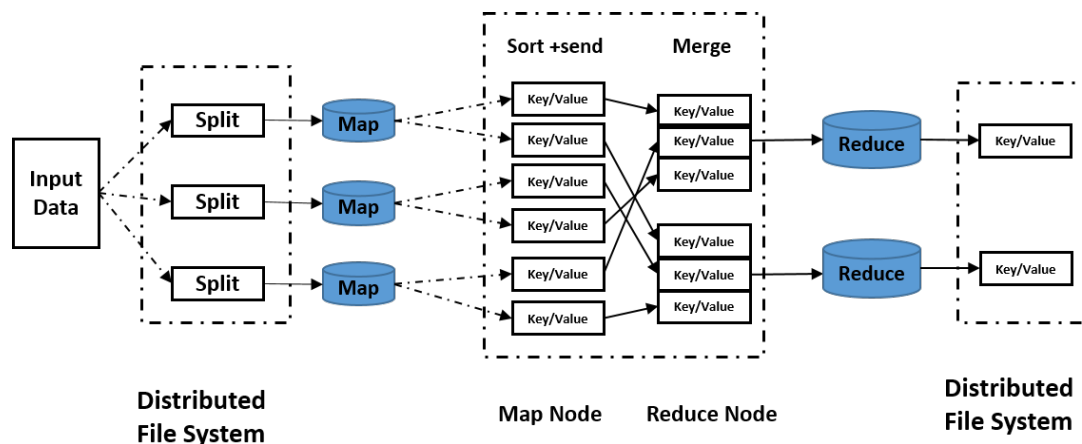 Sort +send
Merge
Split
Map
Key/Value
Key/Value
Key/Value
Key/Value
Key/Value
Reduce
Key/Value
Input
Data
Split
Map
Key/Value
Key/Value
Key/Value
Split
Map
Key/Value
Key/Value
Key/Value
Key/Value
Reduce
Key/Value
Key/Value
Distributed
File System
Map Node
Reduce Node
Distributed
File System